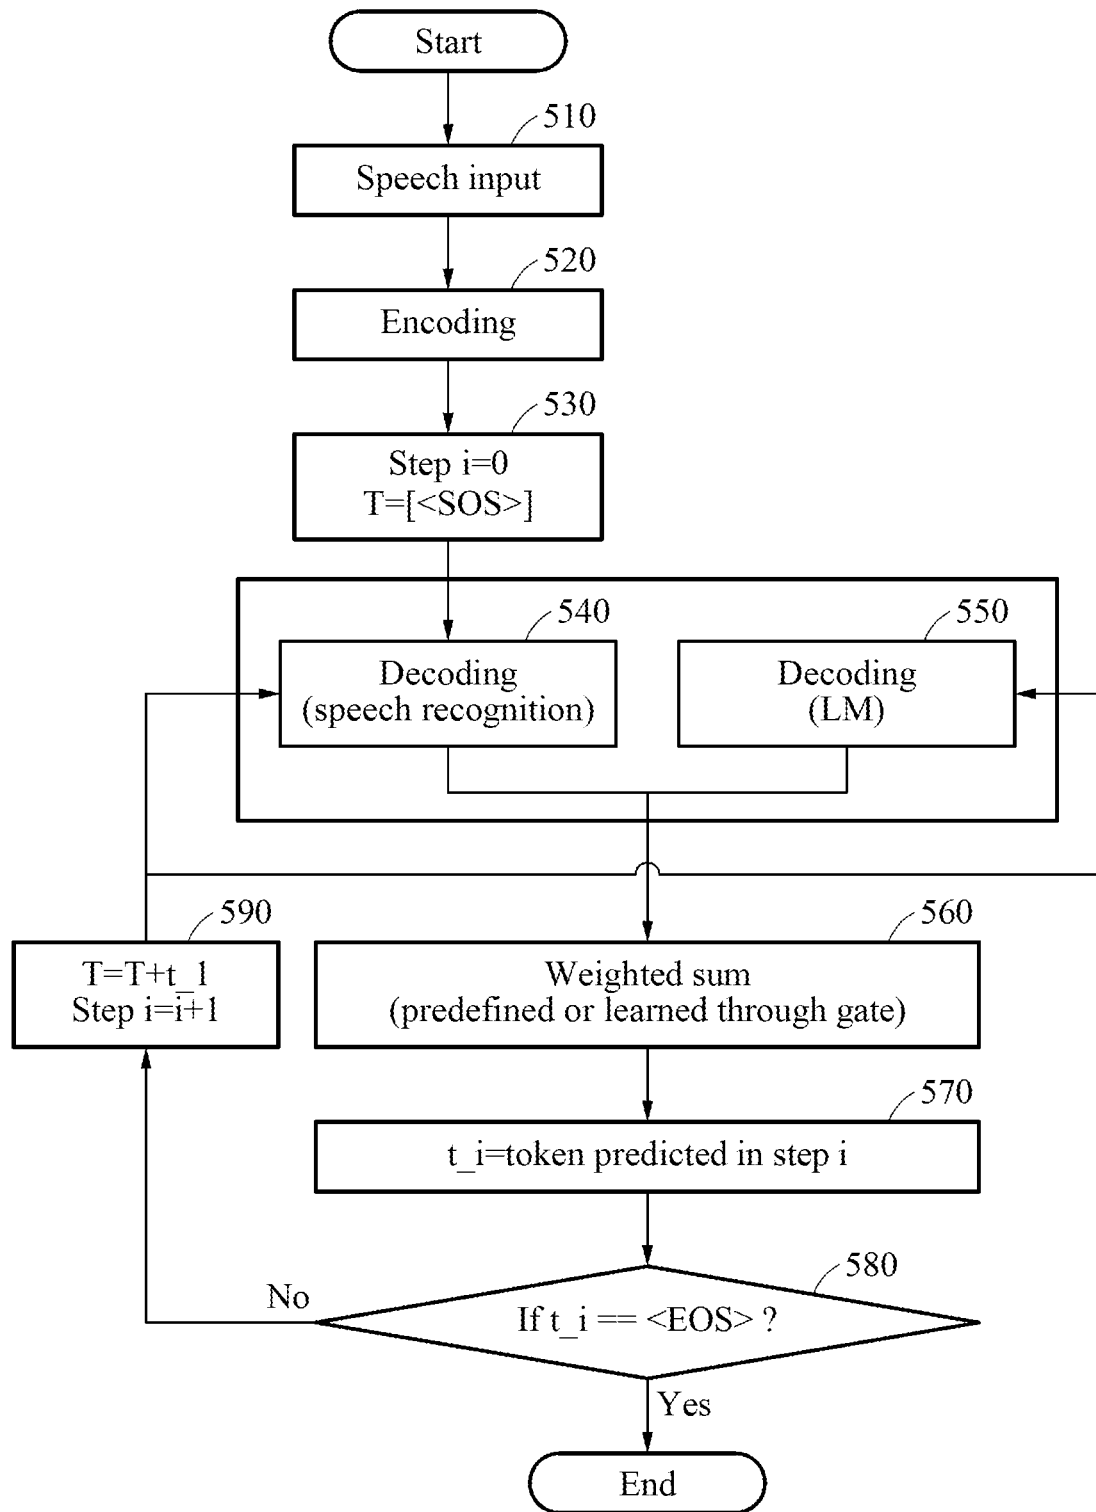 Start
510
Speech input
520
Encoding
530
Step i=0
T=[<SOS>]
540
Decoding
(speech recognition)
550
Decoding
(LM)
590
T=T+t_1
Step i=i+1
560
Weighted sum
(predefined or learned through gate)
570
t_i=token predicted in step i
580
If t_i == <EOS> ?
No
Yes
End